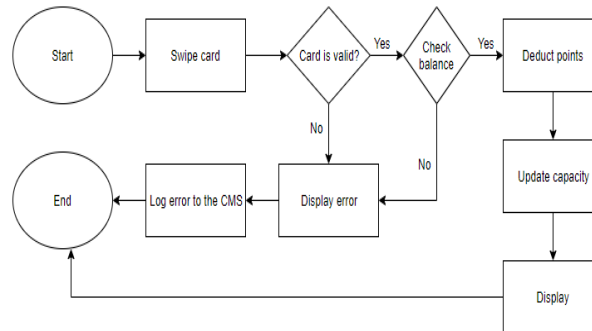 Start
Swipe card
Card is valid?
Yes
Check
balance
Yes
Deduct points
No
No
Update capacity
End
Log error to the CMS
Display error
Display